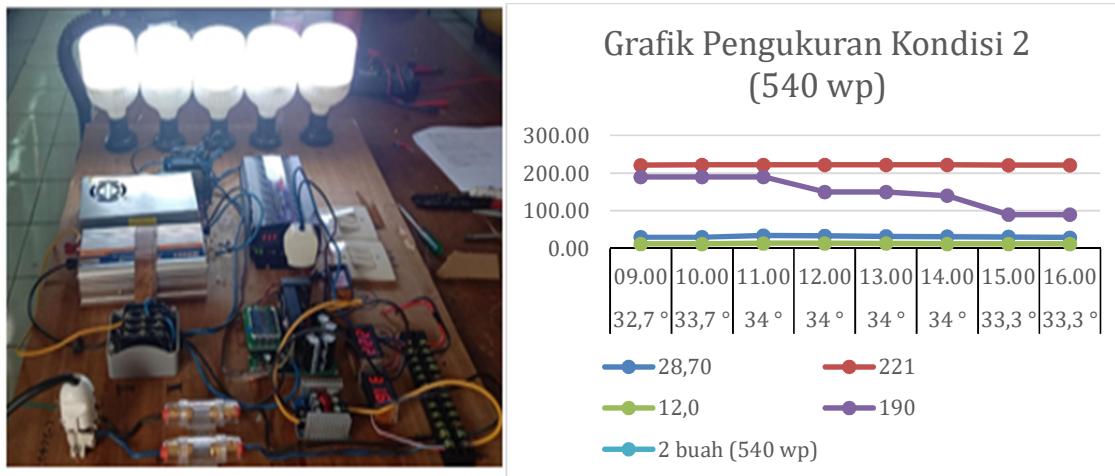 Grafik Pengukuran Kondisi 2
(540 wp)
300.00
200.00
100.00
0.00
09.00 10.00 11.00 12.00 13.00 14.00 15.00 16.00
32,7 ° 33,7 ° 34 ° 34 ° 34 ° 34 ° 33,3 ° 33,3 °
28,70 221
12,0 190
2 buah (540 wp)